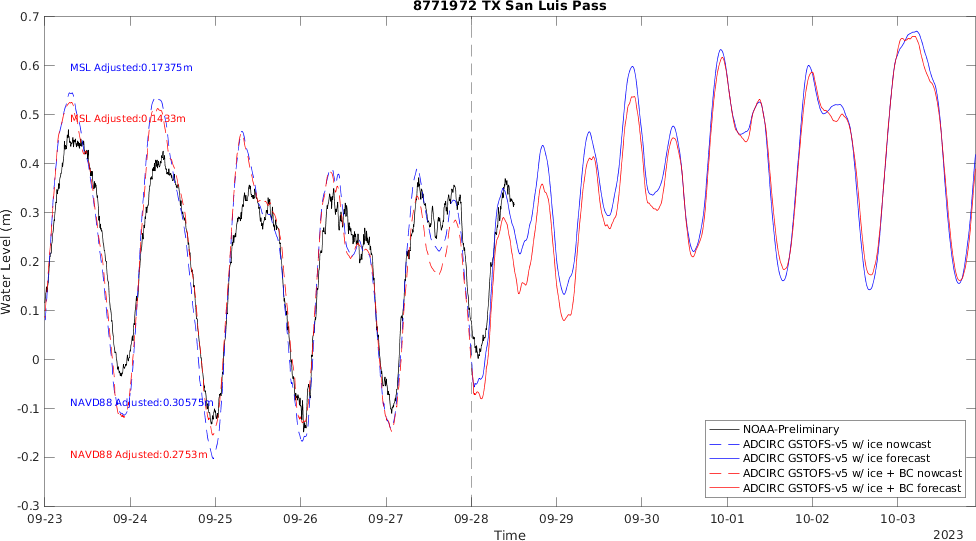 8771972 TX San Luis Pass
0.7
0.6
0.5
0.4
0.3
0.2
0.1
0
-0.1
-0.2
-0.3
Water Level (m)
MSL Adjusted:0.17375m
MSL Adjusted:0.1433m
NAVD88 Adjusted:0.30575m
NAVD88 Adjusted:0.2753m
NOAA-Preliminary
ADCIRC GSTOFS-v5 w/ ice nowcast
ADCIRC GSTOFS-v5 w/ ice forecast
ADCIRC GSTOFS-v5 w/ ice + BC nowcast
ADCIRC GSTOFS-v5 w/ ice + BC forecast
09-23 09-24 09-25 09-26 09-27 09-28 09-29 09-30 10-01 10-02 10-03
Time
2023